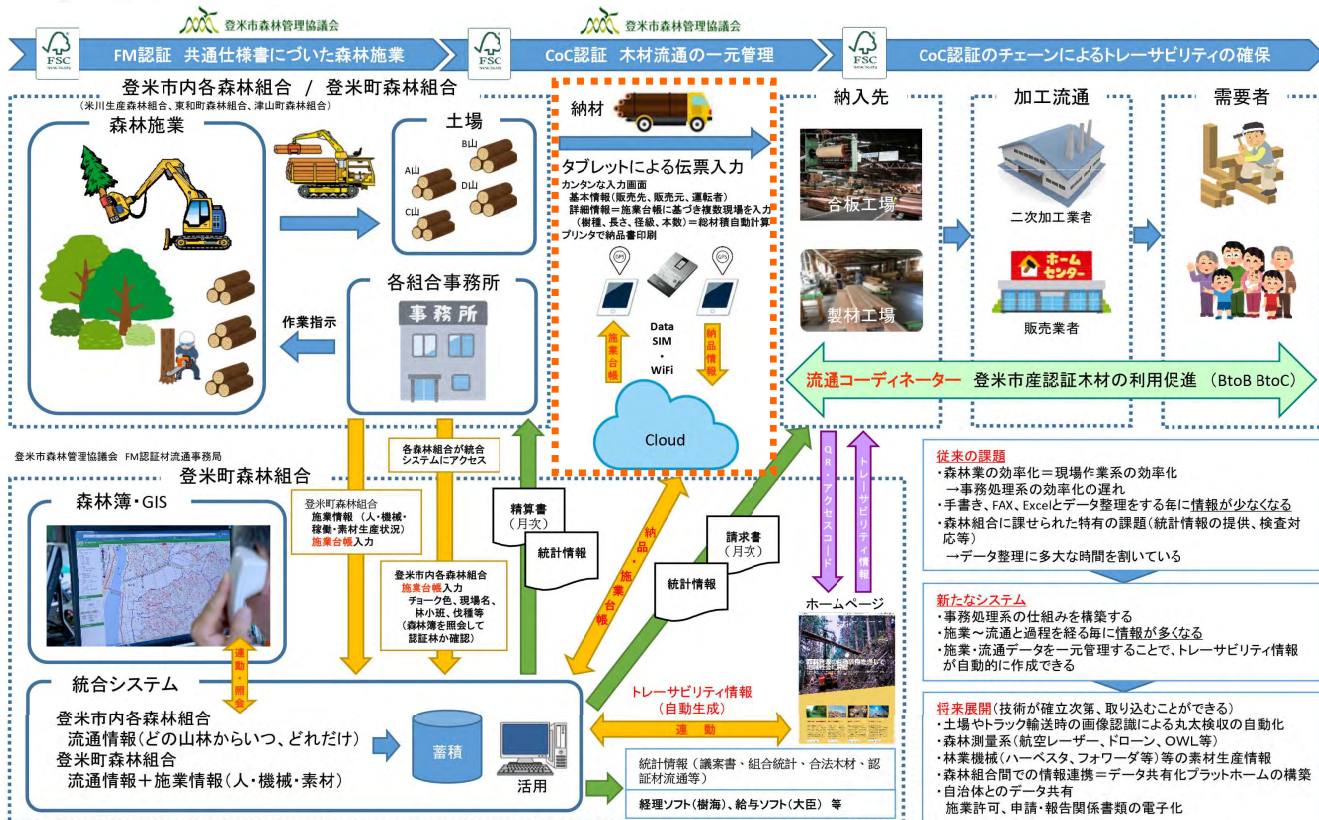 登米市森林管理協議会
登米市森林管理協議会
FSC
FM認証 共通仕様書にづいた森林施業
FSC
CoC認証 木材流通の一元管理
FSC
CoC認証のチェーンによるトレーサビリティの確保
登米市内各森林組合 / 登米町森林組合
(米川生産森林組合、東和町森林組合、津山町森林組合)
森林施業
土場
A山
B山
C山
D山
作業指示
各組合事務所
事務所
納材
タブレットによる伝票入力
カンタンな入力画面
基本情報(販売先、販売元、運転者)
詳細情報=施業台帳に基づき複数現場を入力
(樹種、長さ、径級、本数)=総材積自動計算
プリンタで納品書印刷
GPS
GPS
施業台帳
Data
SIM
・
WiFi
納品情報
Cloud
納入先
合板工場
製材工場
加工流通
二次加工業者
ホーム
センター
販売業者
需要者
流通コーディネーター 登米市産認証木材の利用促進 (BtoB BtoC)
登米市森林管理協議会 FM認証材流通事務局
登米町森林組合
森林簿・GIS
連動・照会
各森林組合が統合
システムにアクセス
登米町森林組合
施業情報 (人・機械・
稼働・素材生産状況)
施業台帳入力
登米市内各森林組合
施業台帳入力
チョーク色、現場名、
林小班、伐種等
(森林簿を照会して
認証林か確認)
精算書
(月次)
統計情報
納品・施業台帳
請求書
(月次)
統計情報
QR・アクセスコード
トレーサビリティ情報
ホームページ
統合システム
登米市内各森林組合
流通情報(どの山林からいつ、どれだけ)
登米町森林組合
流通情報+施業情報(人・機械・素材)
蓄積
活用
トレーサビリティ情報
(自動生成)
連動
統計情報(議案書・組合統計・合法木材・認
証材流通等)
経理ソフト(樹海)、給与ソフト(大臣) 等
従来の課題
・森林業の効率化=現場作業系の効率化
→事務処理系の効率化の遅れ
・手書き、FAX、Excelとデータ整理をする毎に情報が少なくなる
・森林組合に課せられた特有の課題(統計情報の提供、検査対
応等)
→データ整理に多大な時間を割いている
新たなシステム
・事務処理系の仕組みを構築する
・施業~流通と過程を経る毎に情報が多くなる
・施業・流通データを一元管理することで、トレーサビリティ情報
が自動的に作成できる
将来展開(技術が確立次第、取り込むことができる)
・土場やトラック輸送時の画像認識による丸太検収の自動化
・森林測量系(航空レーザー、ドローン、OWL等)
・林業機械(ハーベスタ、フォワーダ等)等の素材生産情報
・森林組合間での情報連携=データ共有化プラットホームの構築
・自治体とのデータ共有
施業許可、申請・報告関係書類の電子化